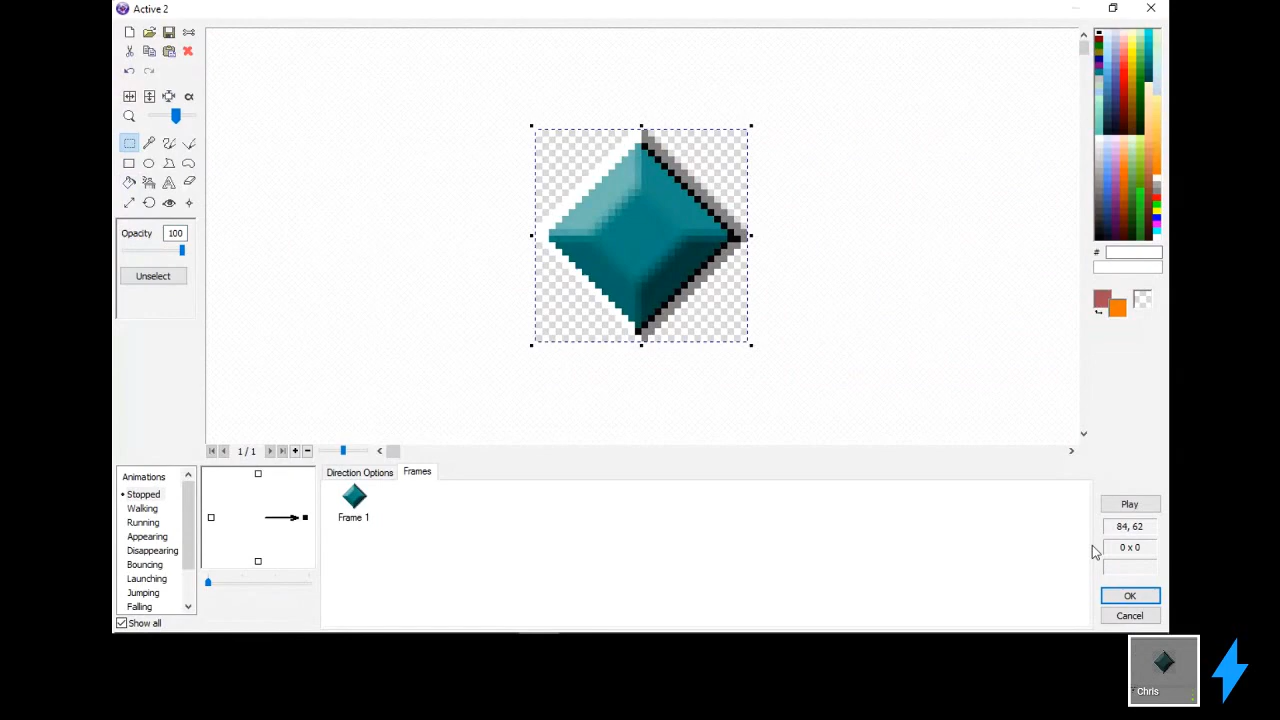 Active 2
Opacity 100
Unselect
#
1 / 1
Animations
Stopped
Walking
Running
Appearing
Disappearing
Bouncing
Launching
Jumping
Falling
Show all
Direction Options Frames
Frame 1
Play
84, 62
0 x 0
OK
Cancel
Chris